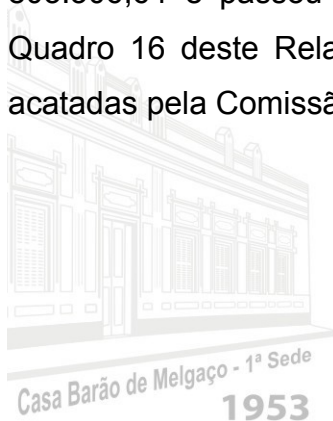 Quadro 16 deste Rela
acatadas pela Comissã
Casa Barão de Melgaço - 1ª Sede
1953